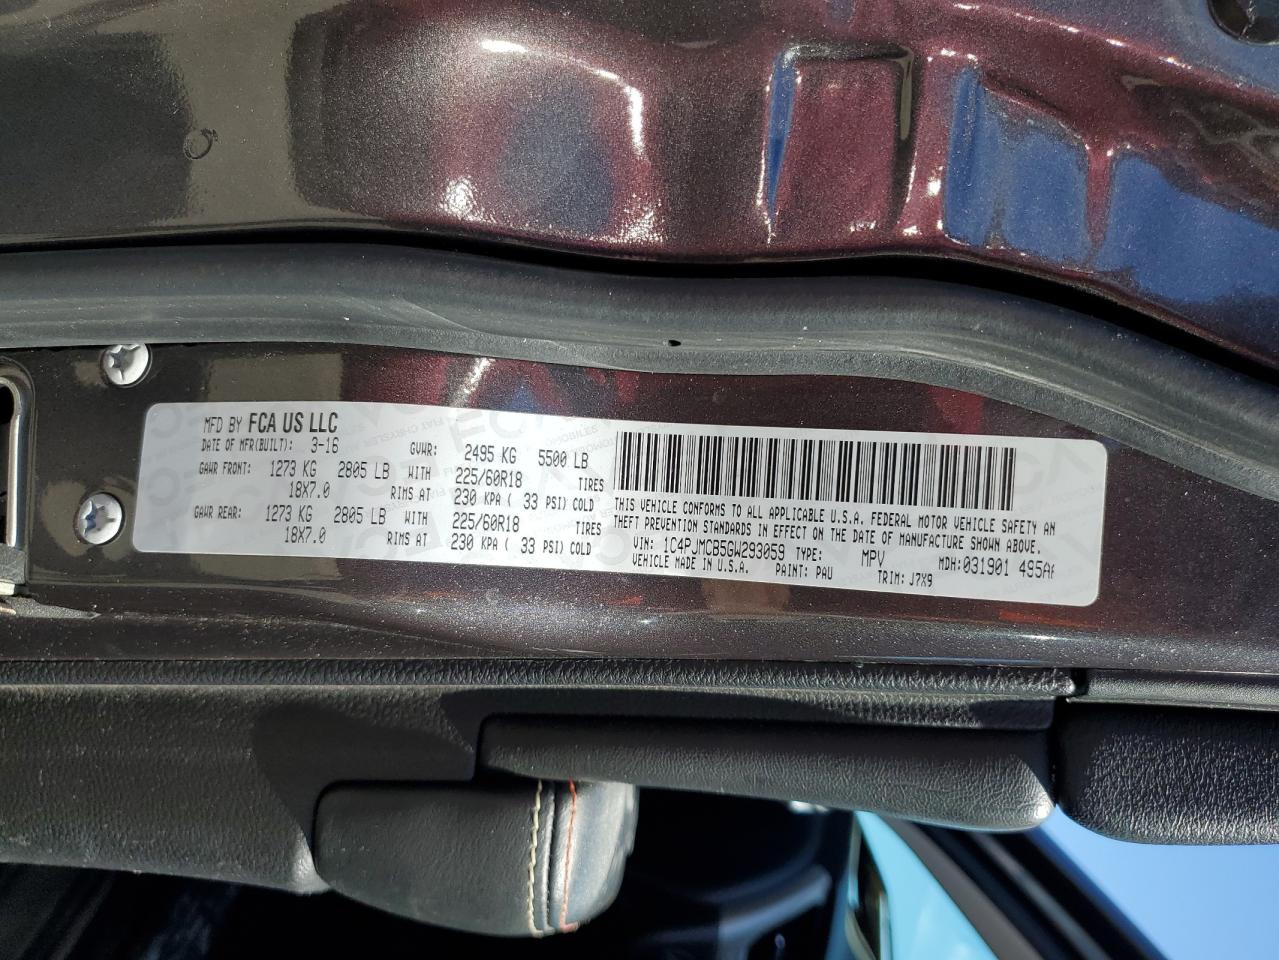 MFD BY FCA US LLC
DATE OF MFR(BUILT): 3-16 GVWR: 2495 KG 5500 LB
GAWR FRONT: 1273 KG 2805 LB WITH 225/60R18 TIRES
18X7.0 RIMS AT 230 KPA ( 33 PSI) COLD
GAWR REAR: 1273 KG 2805 LB WITH 225/60R18 TIRES
18X7.0 RIMS AT 230 KPA ( 33 PSI) COLD
THIS VEHICLE CONFORMS TO ALL APPLICABLE U.S.A. FEDERAL MOTOR VEHICLE SAFETY AN
THEFT PREVENTION STANDARDS IN EFFECT ON THE DATE OF MANUFACTURE SHOWN ABOVE.
VIN: 1C4PJMCB5GW293059 TYPE: MPV MDH: 031901 495A
VEHICLE MADE IN U.S.A. PAINT: PAU TRIM: J7X9